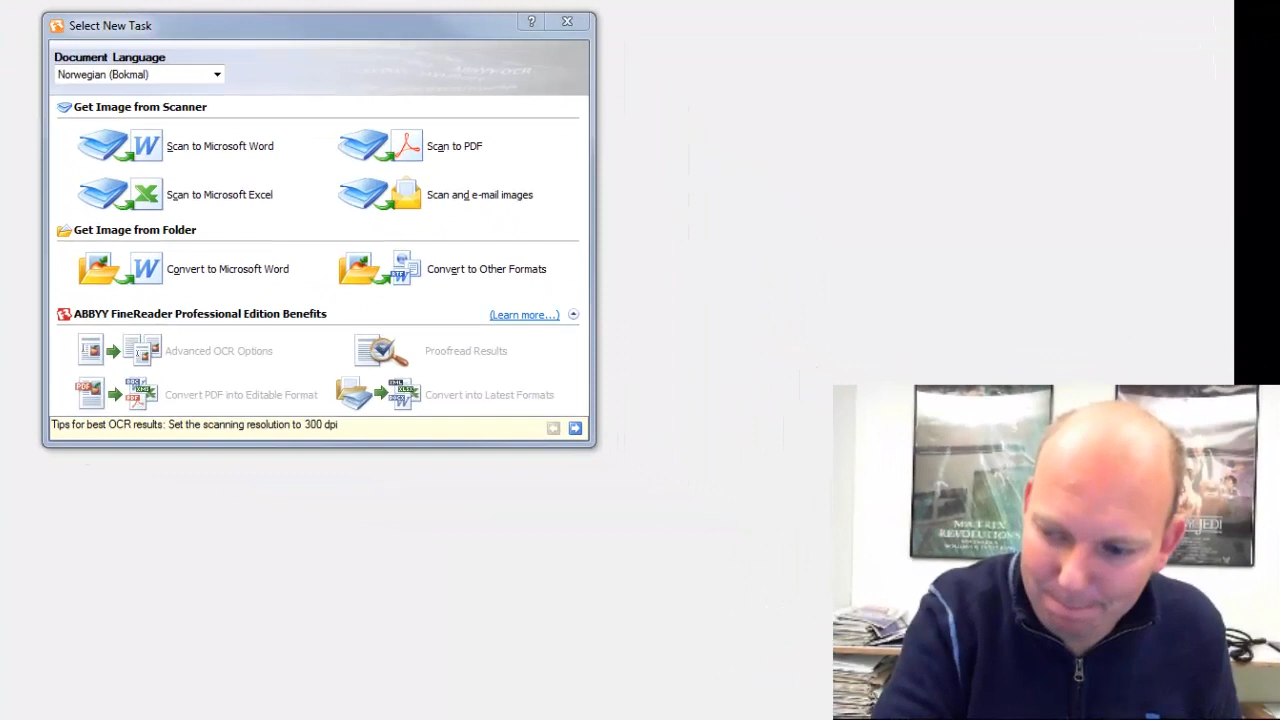 Select New Task
Document Language
Norwegian (Bokmal)
Get Image from Scanner
Scan to Microsoft Word
Scan to PDF
Scan to Microsoft Excel
Scan and e-mail images
Get Image from Folder
Convert to Microsoft Word
Convert to Other Formats
ABBYY FineReader Professional Edition Benefits
(Learn more...)
Advanced OCR Options
Proofread Results
Convert PDF into Editable Format
Convert into Latest Formats
Tips for best OCR results: Set the scanning resolution to 300 dpi
MATRIX
REVOLUTIONS
JEDI